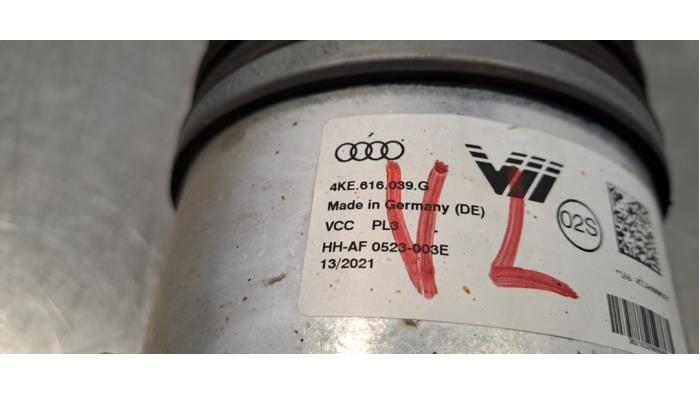 4KE.616.039.G
Made in Germany (DE)
VCC PL3
HH-AF 0523-003E
13/2021
02S
VL